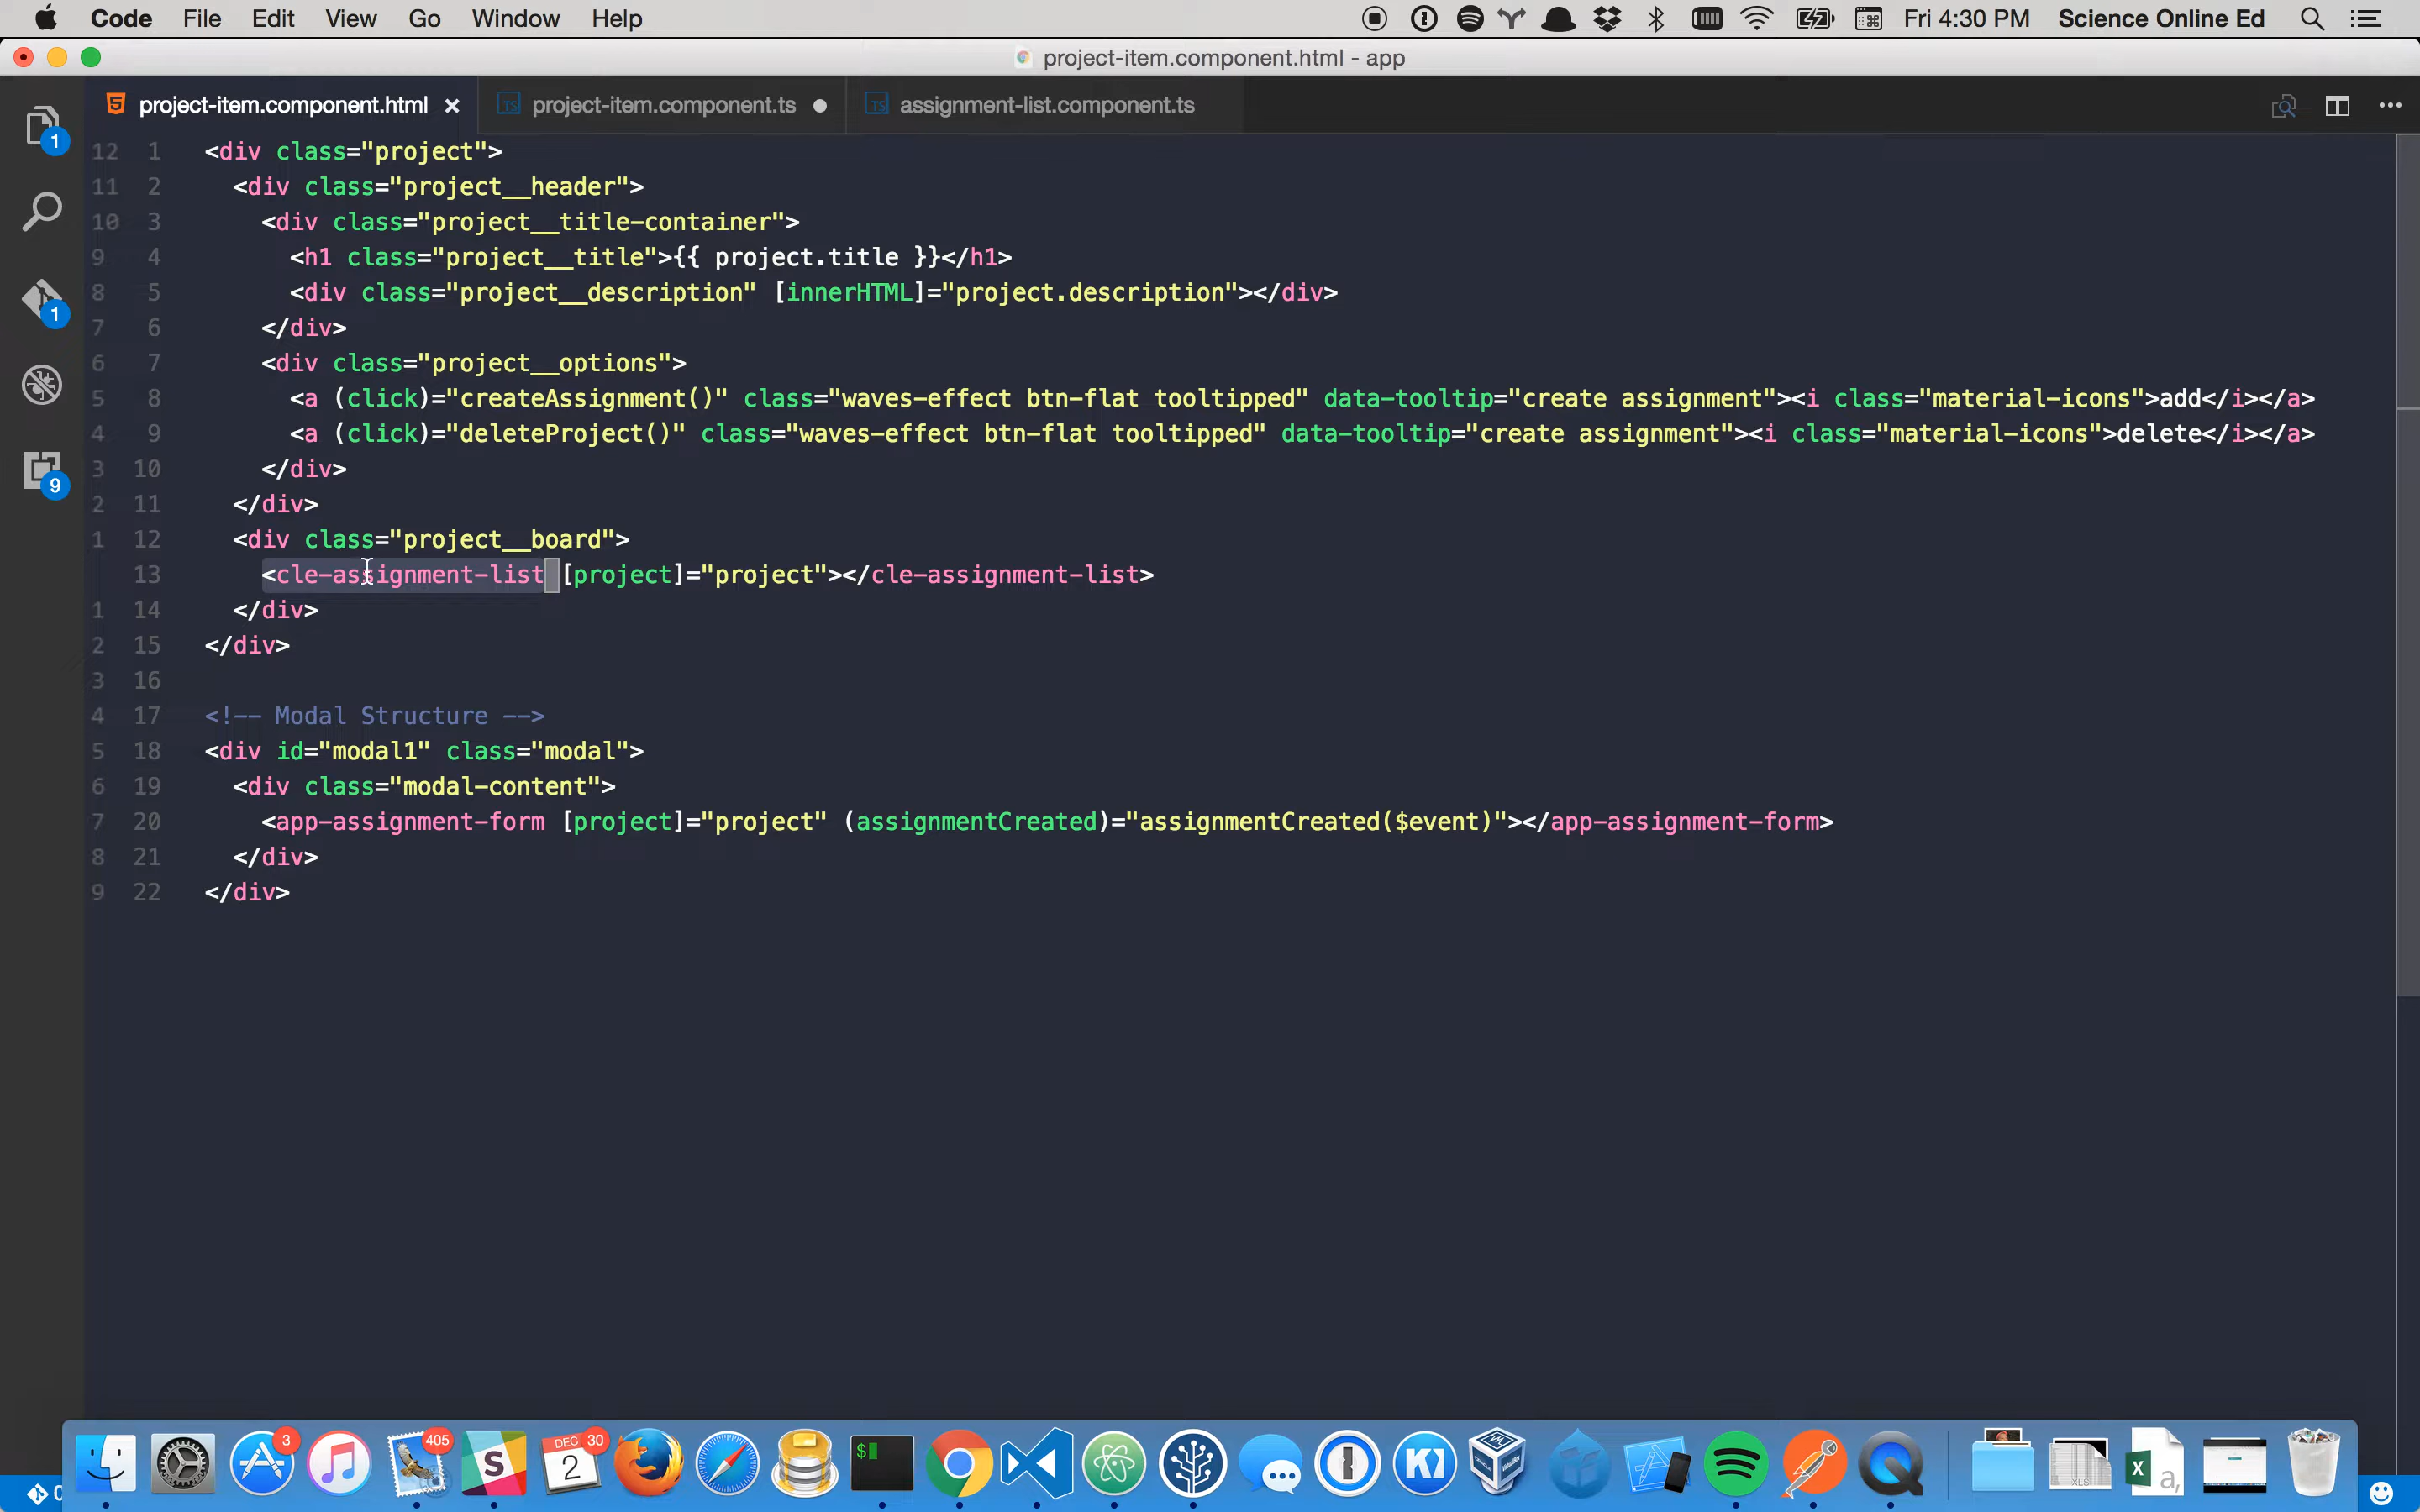 Code File Edit View Go Window Help Fri 4:30 PM Science Online Ed
project-item.component.html - app
project-item.component.html project-item.component.ts assignment-list.component.ts
12 1 <div class="project">
11 2 <div class="project__header">
10 3 <div class="project__title-container">
9 4 <h1 class="project__title">{{ project.title }}</h1>
8 5 <div class="project__description" [innerHTML]="project.description"></div>
7 6 </div>
6 7 <div class="project__options">
5 8 <a (click)="createAssignment()" class="waves-effect btn-flat tooltipped" data-tooltip="create assignment"><i class="material-icons">add</i></a>
4 9 <a (click)="deleteProject()" class="waves-effect btn-flat tooltipped" data-tooltip="create assignment"><i class="material-icons">delete</i></a>
3 10 </div>
2 11 </div>
1 12 <div class="project__board">
13 <cle-assignment-list [project]="project"></cle-assignment-list>
1 14 </div>
2 15 </div>
3 16
4 17 <!-- Modal Structure -->
5 18 <div id="modal1" class="modal">
6 19 <div class="modal-content">
7 20 <app-assignment-form [project]="project" (assignmentCreated)="assignmentCreated($event)"></app-assignment-form>
8 21 </div>
9 22 </div>
1
1
9
3
405
DEC 30
2